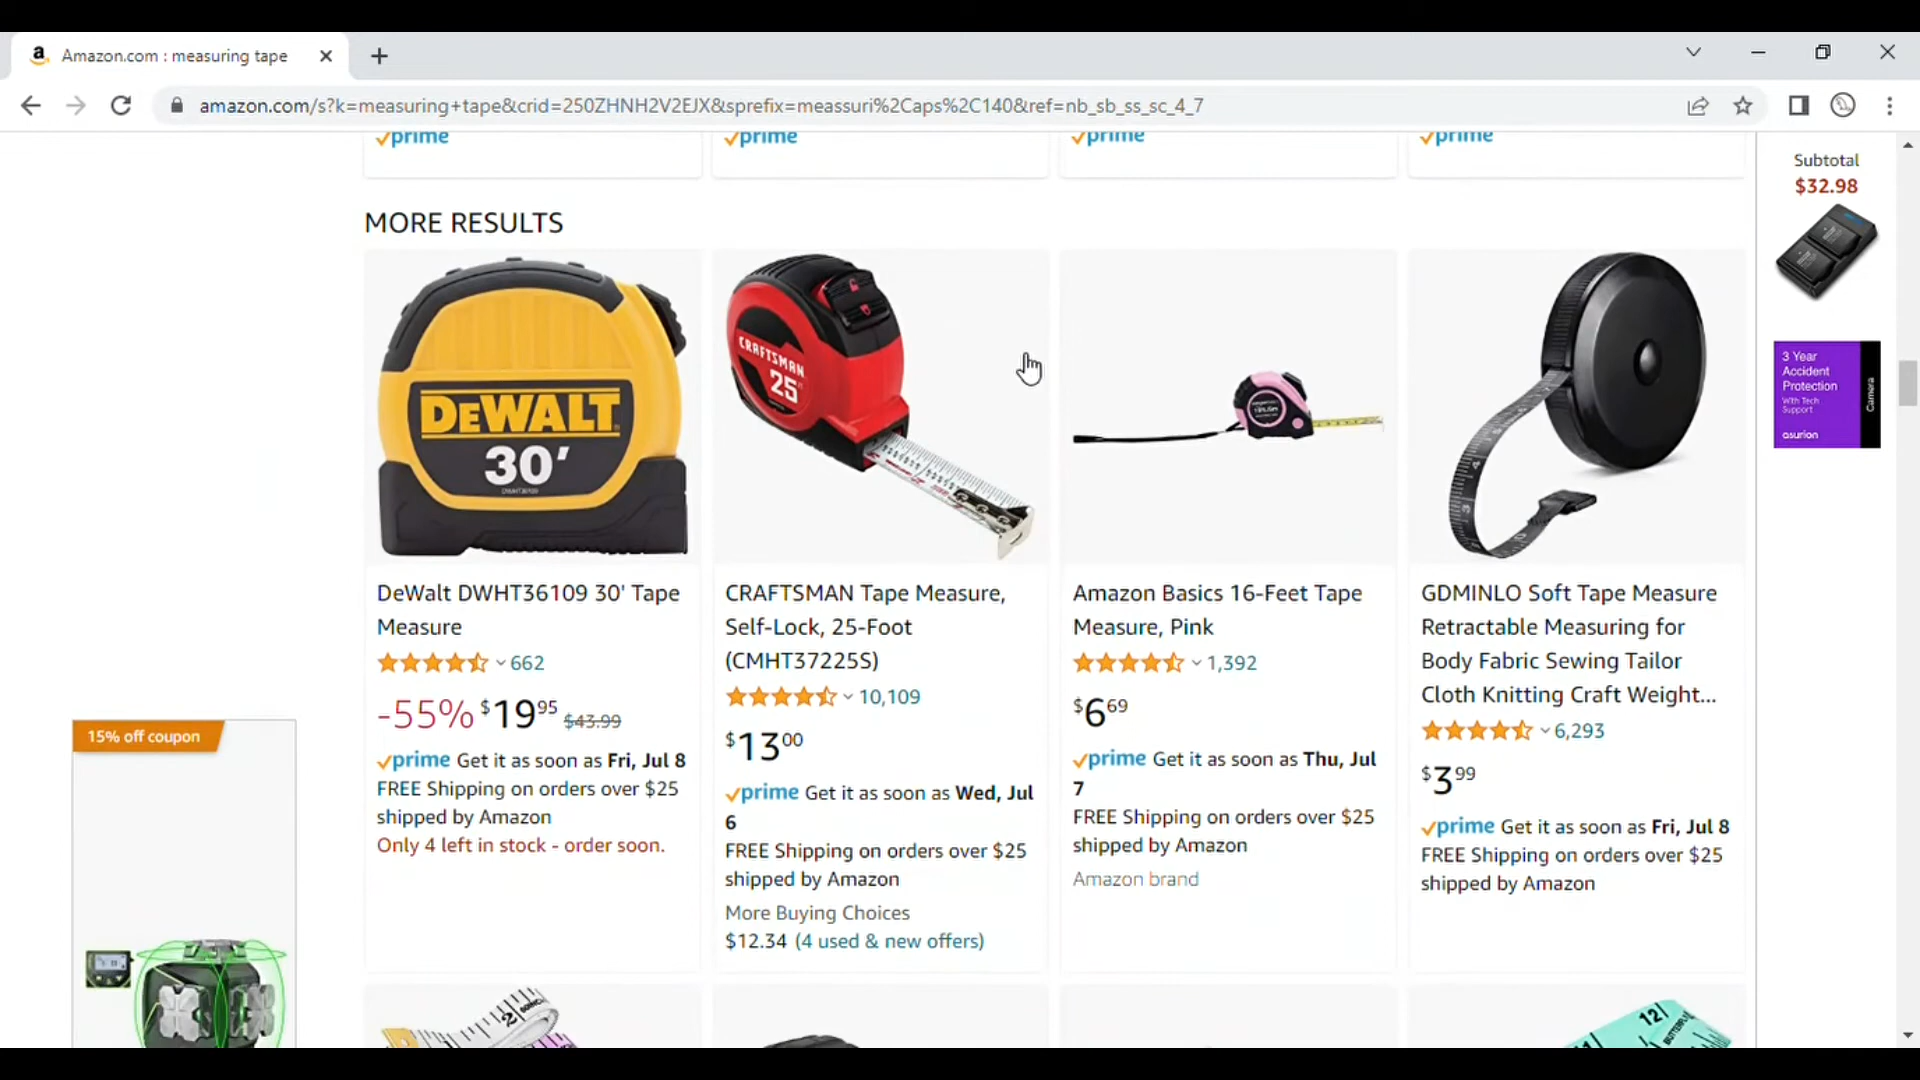 Amazon.com : measuring tape
amazon.com/s?k=measuring+tape&crid=250ZHNH2V2EJX&sprefix=meassuri%2Caps%2C140&ref=nb_sb_ss_sc_4_7
prime
prime
prime
prime
Subtotal
$32.98
MORE RESULTS
DEWALT
30'
CRAFTSMAN
25
3 Year
Accident
Protection
With Tech
Support
asurion
Camera
DeWalt DWHT36109 30' Tape
Measure
662
-55% $19.95 $43.99
prime Get it as soon as Fri, Jul 8
FREE Shipping on orders over $25
shipped by Amazon
Only 4 left in stock - order soon.
CRAFTSMAN Tape Measure,
Self-Lock, 25-Foot
(CMHT37225S)
10,109
$13.00
prime Get it as soon as Wed, Jul
6
FREE Shipping on orders over $25
shipped by Amazon
More Buying Choices
$12.34 (4 used & new offers)
Amazon Basics 16-Feet Tape
Measure, Pink
1,392
$6.69
prime Get it as soon as Thu, Jul
7
FREE Shipping on orders over $25
shipped by Amazon
Amazon brand
GDMINLO Soft Tape Measure
Retractable Measuring for
Body Fabric Sewing Tailor
Cloth Knitting Craft Weight...
6,293
$3.99
prime Get it as soon as Fri, Jul 8
FREE Shipping on orders over $25
shipped by Amazon
15% off coupon
2
12